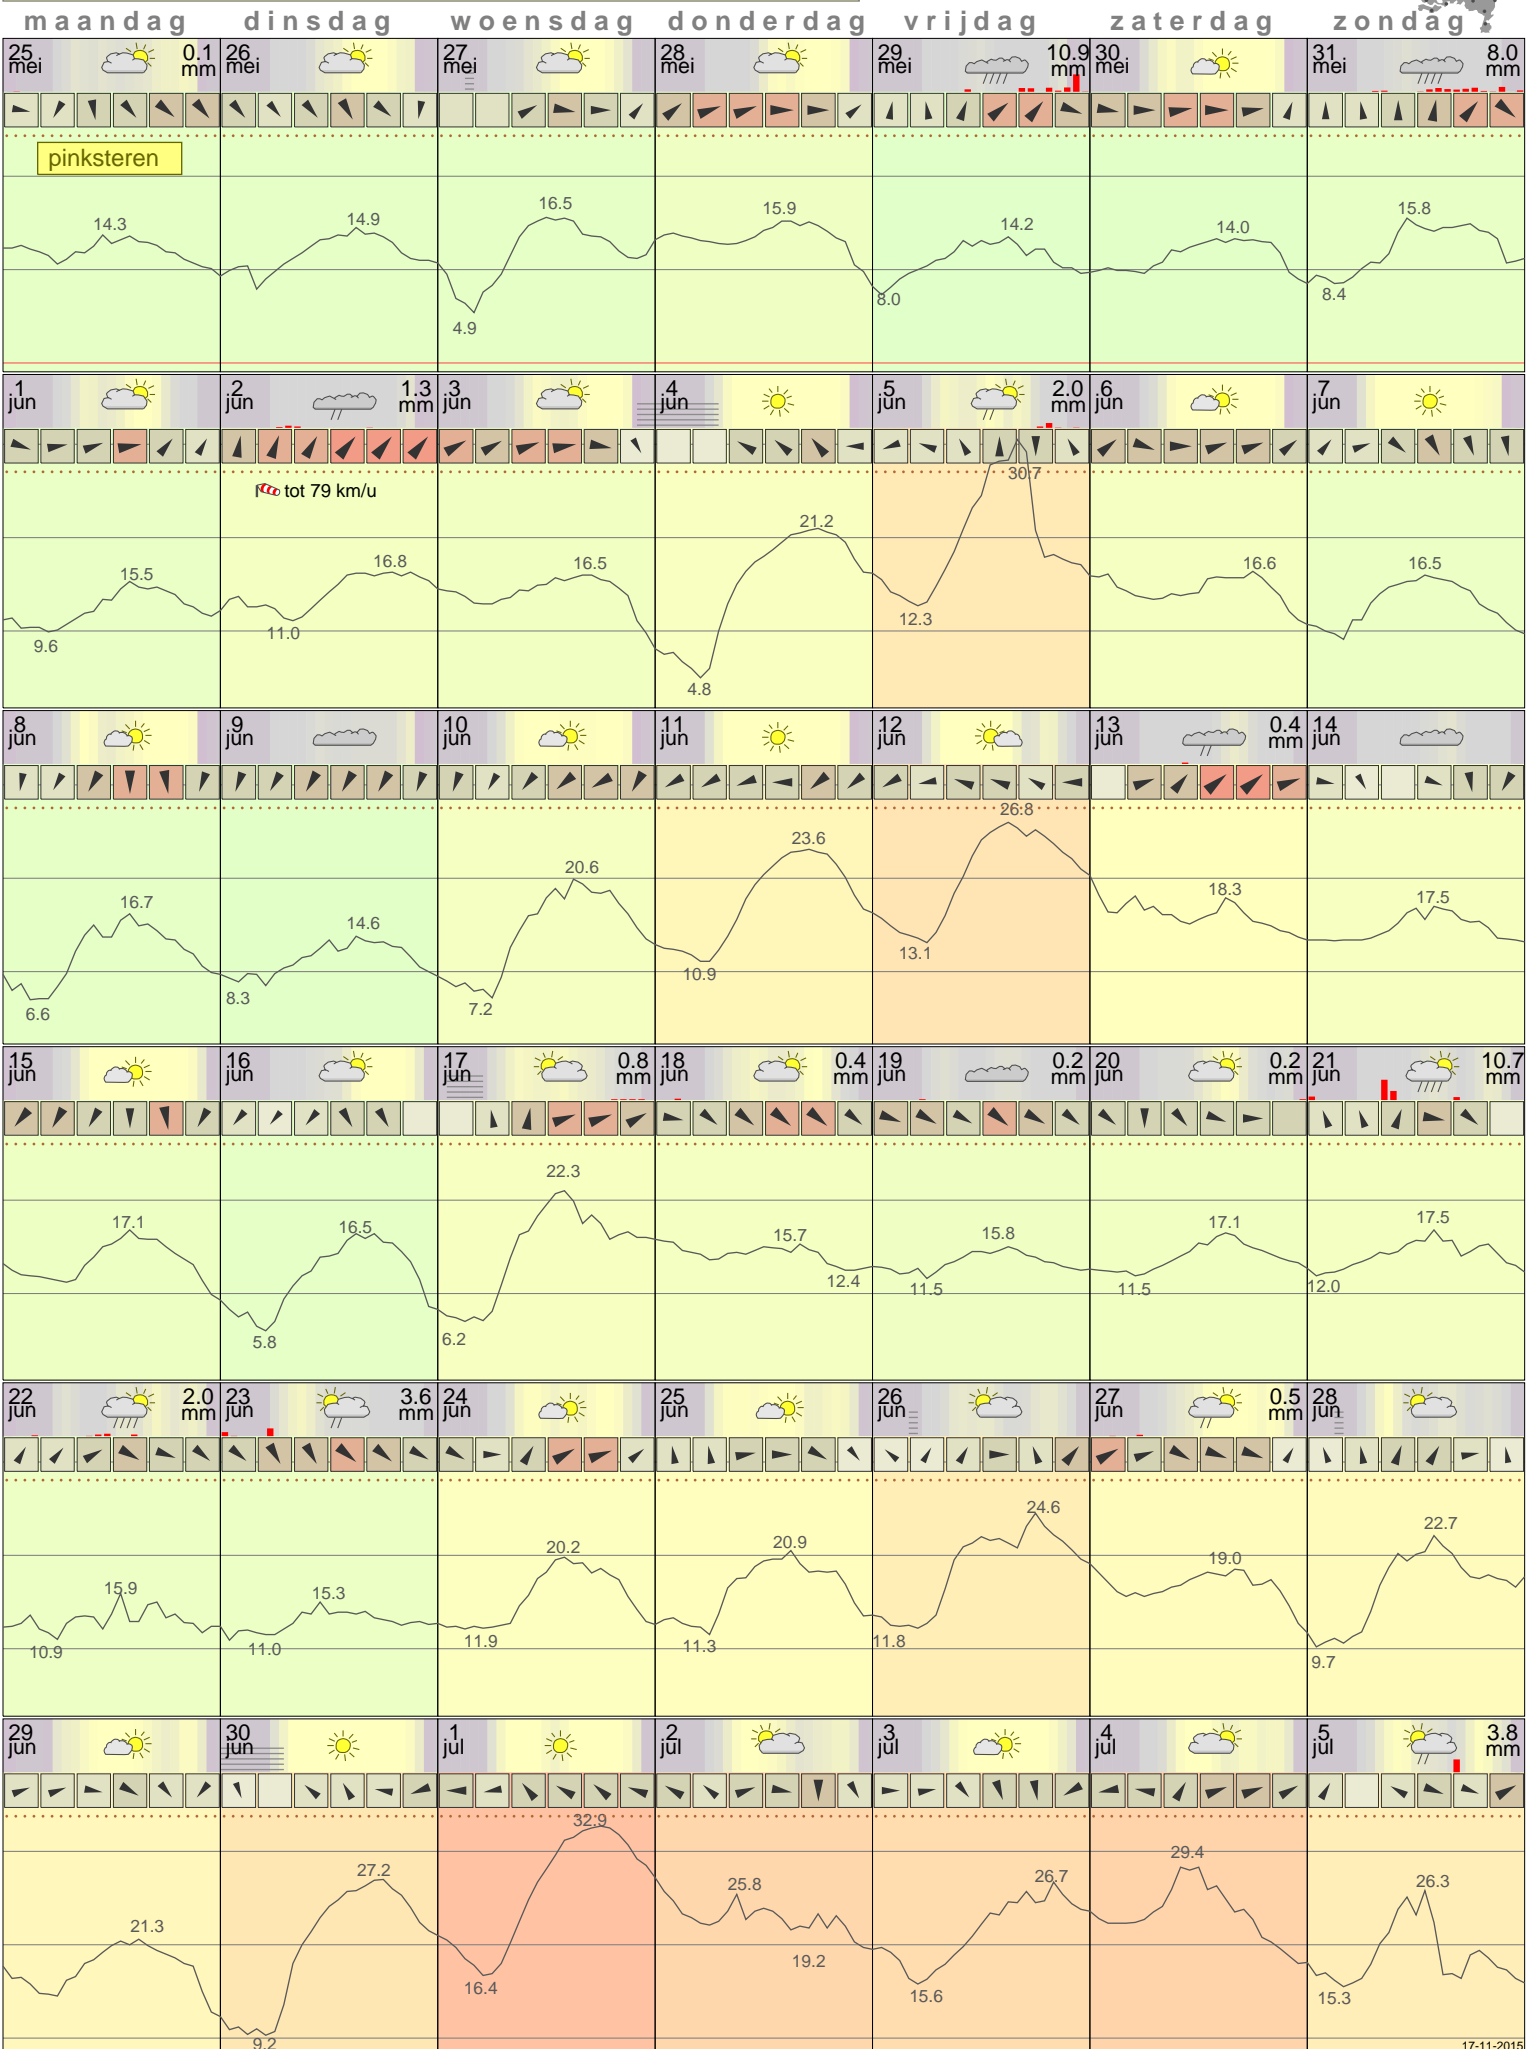 maandag dinsdag woensdag donderdag vrijdag zaterdag zondag
25 mei 0.1 mm 26 mei 27 mei 28 mei 29 mei 10.9 mm 30 mei 31 mei 8.0 mm
pinksteren
14.3 14.9 16.5 15.9 14.2 14.0 15.8
4.9 8.0 8.4
1 jun 2 jun 1.3 mm 3 jun 4 jun 5 jun 2.0 mm 6 jun 7 jun
30.7
tot 79 km/u
15.5 16.8 16.5 21.2 16.6 16.5
9.6 11.0 4.8 12.3
8 jun 9 jun 10 jun 11 jun 12 jun 13 jun 0.4 mm 14 jun
16.7 14.6 20.6 23.6 26.8 18.3 17.5
6.6 8.3 7.2 10.9 13.1
15 jun 16 jun 17 jun 0.8 mm 18 jun 0.4 mm 19 jun 0.2 mm 20 jun 0.2 mm 21 jun 10.7 mm
17.1 16.5 22.3 15.7 15.8 17.1 17.5
5.8 6.2 12.4 11.5 11.5 12.0
22 jun 2.0 mm 23 jun 3.6 mm 24 jun 25 jun 26 jun 27 jun 0.5 mm 28 jun
15.9 15.3 20.2 20.9 24.6 19.0 22.7
10.9 11.0 11.9 11.3 11.8 9.7
29 jun 30 jun 1 jul 2 jul 3 jul 4 jul 5 jul 3.8 mm
21.3 27.2 32.9 25.8 26.7 29.4 26.3
9.2 16.4 19.2 15.6 15.3
17-11-2015